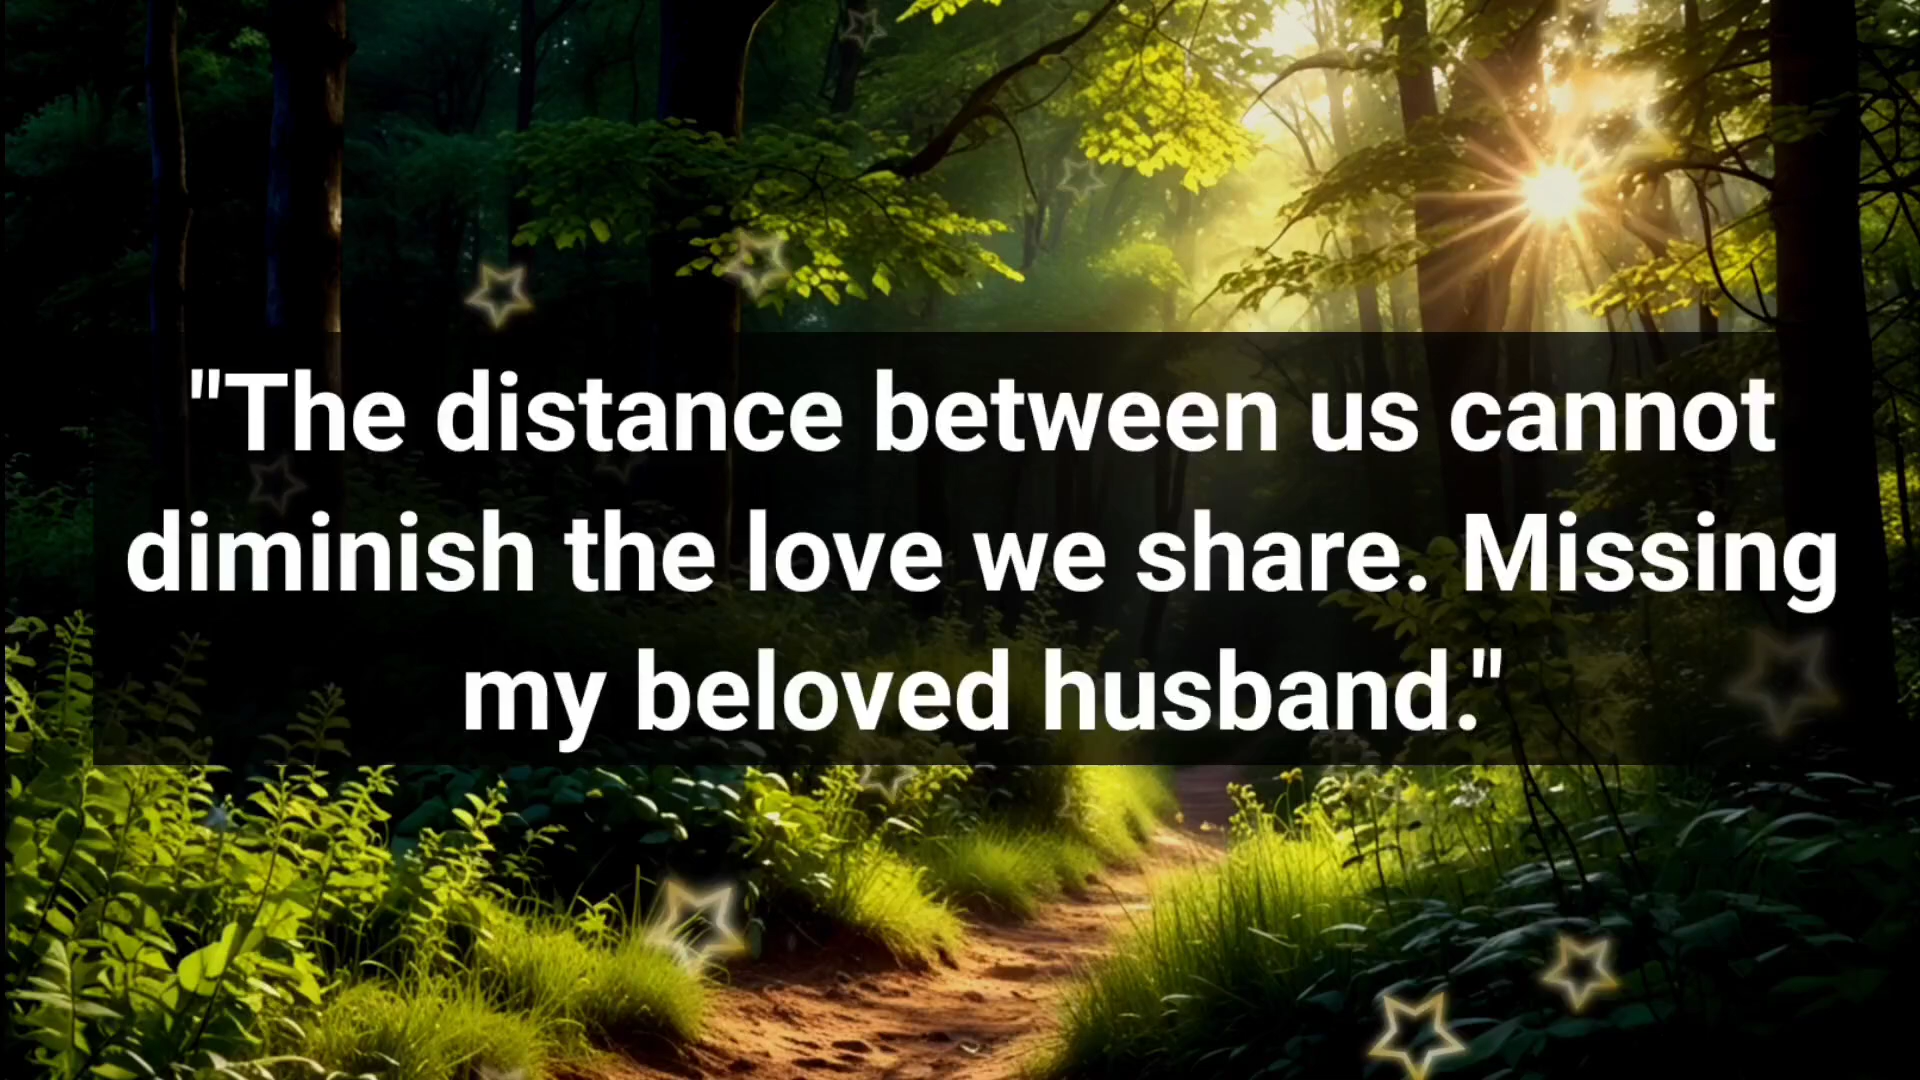 "The distance between us cannot
diminish the love we share. Missing
my beloved husband."